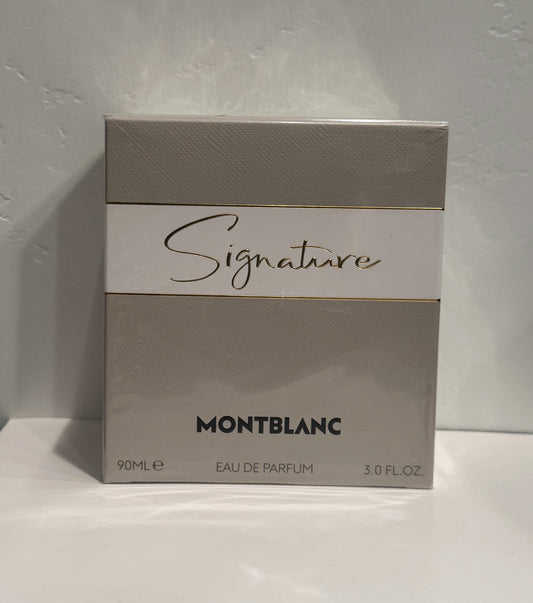 Signature
MONTBLANC
90ML℮ EAU DE PARFUM 3.0 FL.OZ.